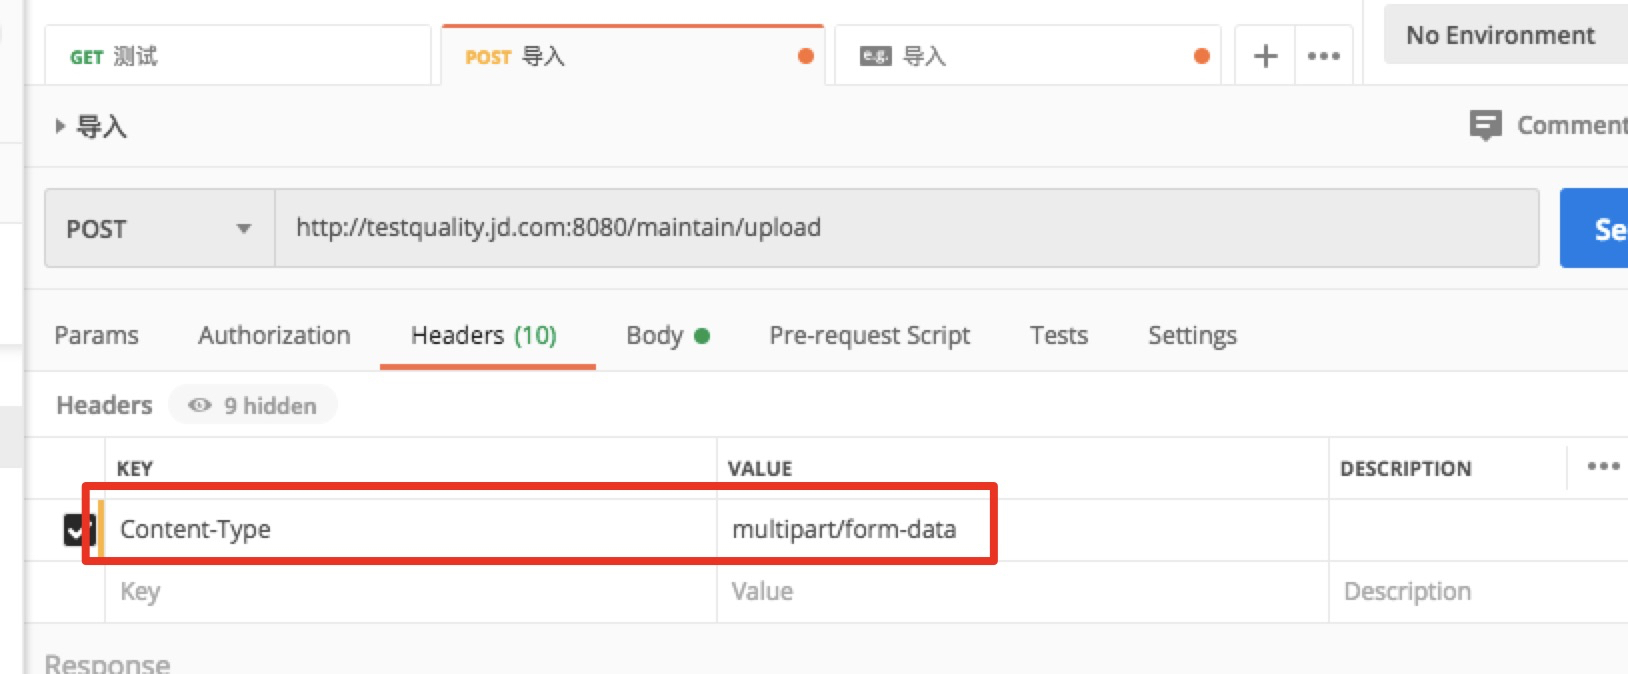 GET 测试 POST 导入 e.g. 导入 No Environment
导入 Comment
POST http://testquality.jd.com:8080/maintain/upload Se
Params Authorization Headers (10) Body Pre-request Script Tests Settings
Headers 9 hidden
KEY VALUE DESCRIPTION
Content-Type multipart/form-data
Key Value Description
Response